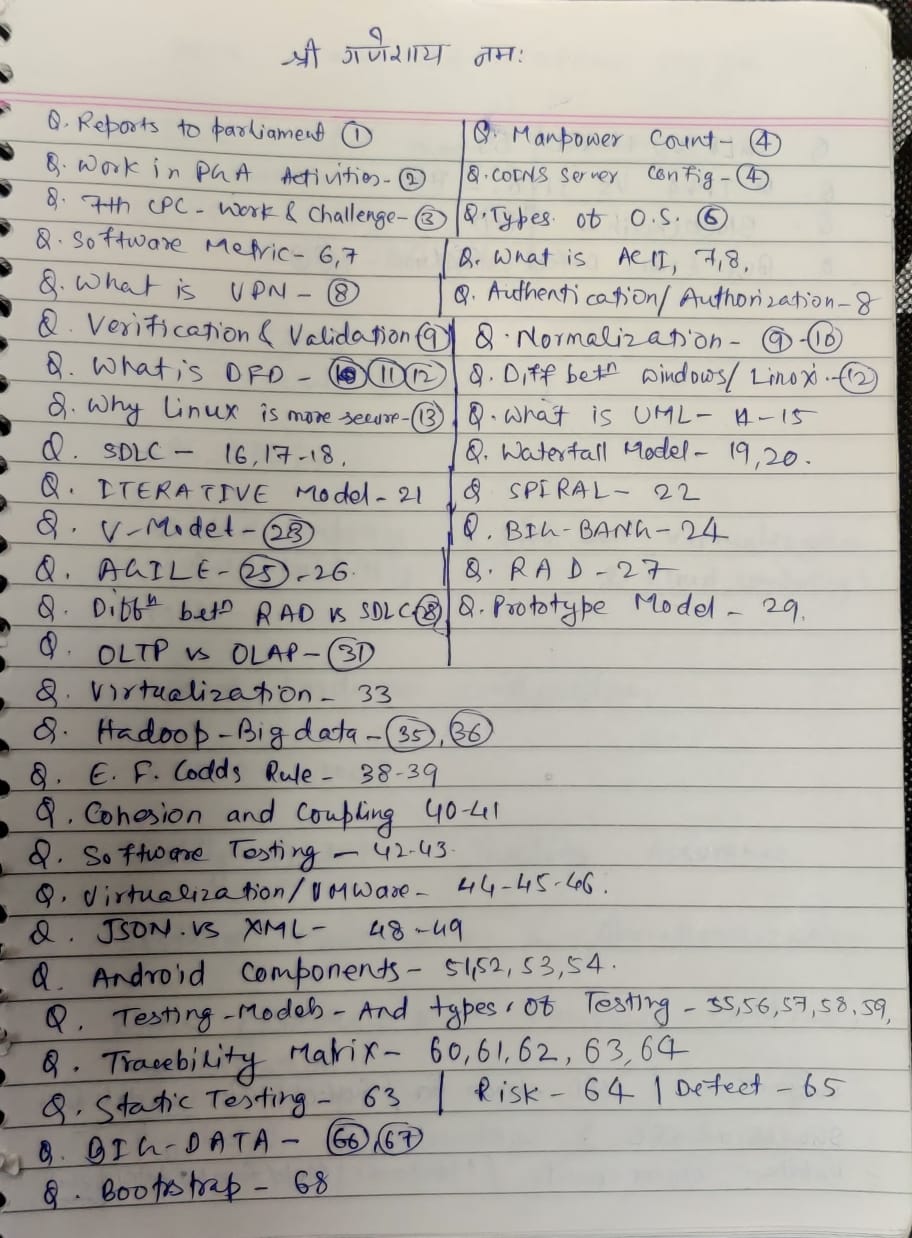 श्री गणेशाय नमः
Q. Reports to parliament ①
Q. Manpower Count- ④
Q. Work in PGA Activities- ②
Q. CODNS Server Config - ④
Q. 7th CPC - Work & Challenge- ③
Q. Types of O.S. ⑥
Q. Software Metric- 6,7
Q. What is ACID, 7,8,
Q. What is VPN - ⑧
Q. Authentication/ Authorization-8
Q. Verification & Validation ⑨
Q. Normalization - ⑨-⑩
Q. What is DFD - ⑩ ⑪ ⑫
Q. Diff betn windows/ Linux.-⑫
Q. Why Linux is more secure-⑬
Q. What is UML- 14-15
Q. SDLC - 16,17-18,
Q. Waterfall Model- 19,20.
Q. ITERATIVE Model- 21
Q SPIRAL- 22
Q. V-Model-㉓
Q. BIG-BANG-24
Q. AGILE-㉕-26.
Q. RAD-27
Q. Diffn betn RAD vs SDLC㉘
Q. Prototype Model - 29.
Q. OLTP vs OLAP-㉛
Q. Virtualization- 33
Q. Hadoop-Big data-㉟,㊱
Q. E. F. Codds Rule- 38-39
Q. Cohesion and Coupling 40-41
Q. Software Testing - 42-43.
Q. Virtualization/VMWare- 44-45-46.
Q. JSON.vs XML- 48-49
Q. Android Components- 51,52,53,54.
Q. Testing-Models- And types of Testing - 55,56,57,58,59,
Q. Tracebility Matrix- 60,61,62,63,64
Q. Static Testing- 63 | Risk- 64 | Defect - 65
Q. BIG-DATA- (66),(67)
Q. Bootstrap- 68